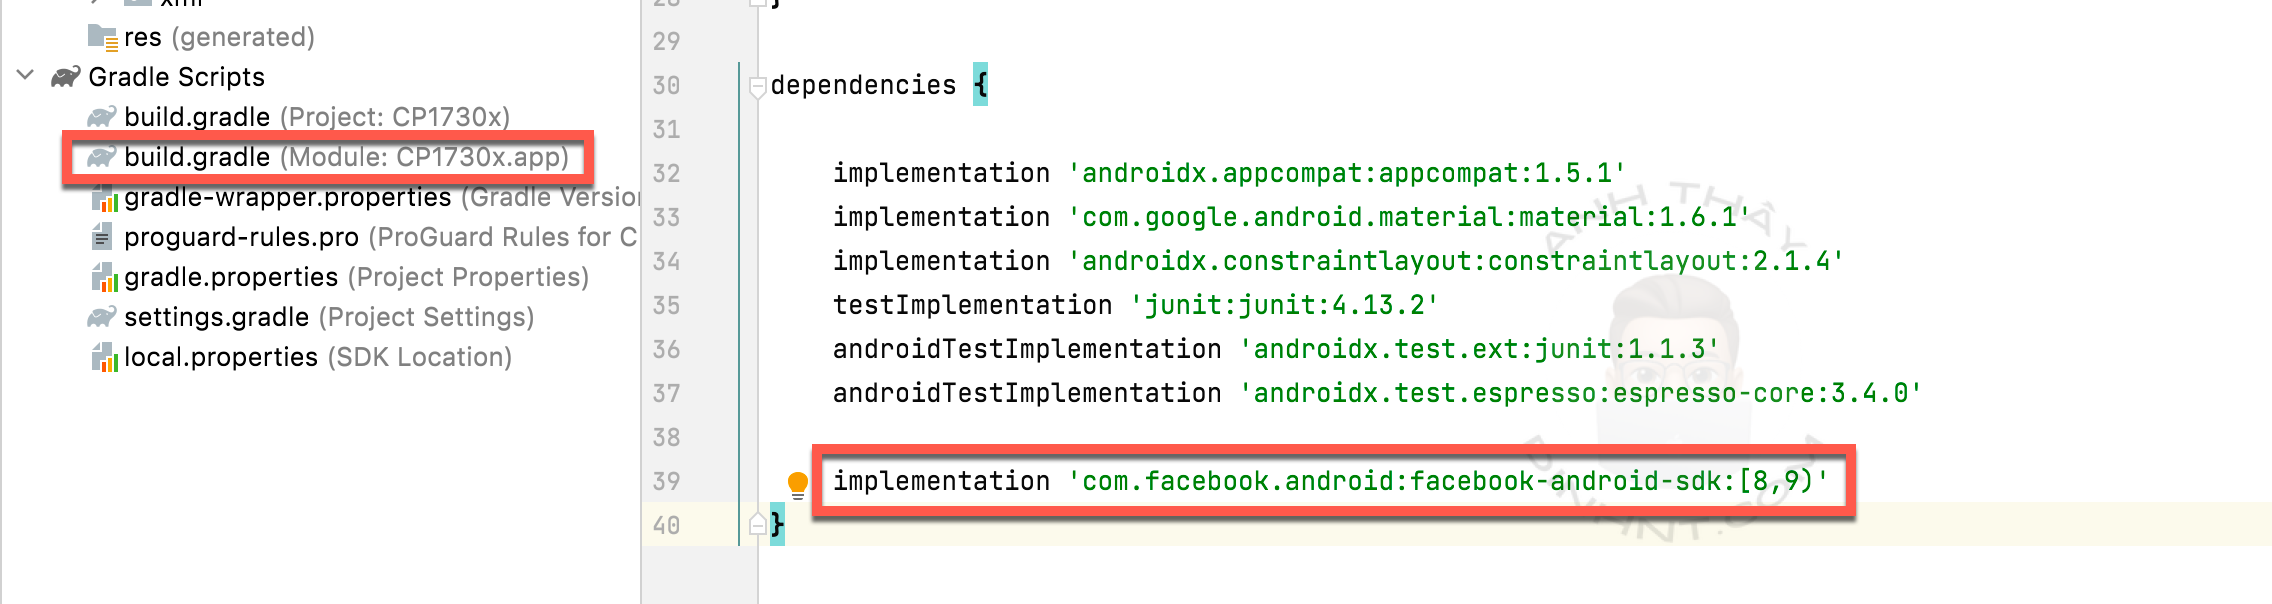 xml
res (generated)
Gradle Scripts
build.gradle (Project: CP1730x)
build.gradle (Module: CP1730x.app)
gradle-wrapper.properties (Gradle Version
proguard-rules.pro (ProGuard Rules for C
gradle.properties (Project Properties)
settings.gradle (Project Settings)
local.properties (SDK Location)
28 }
29
30 dependencies {
31
32 implementation 'androidx.appcompat:appcompat:1.5.1'
33 implementation 'com.google.android.material:material:1.6.1'
34 implementation 'androidx.constraintlayout:constraintlayout:2.1.4'
35 testImplementation 'junit:junit:4.13.2'
36 androidTestImplementation 'androidx.test.ext:junit:1.1.3'
37 androidTestImplementation 'androidx.test.espresso:espresso-core:3.4.0'
38
39 implementation 'com.facebook.android:facebook-android-sdk:[8,9)'
40 }
ANH THẦY